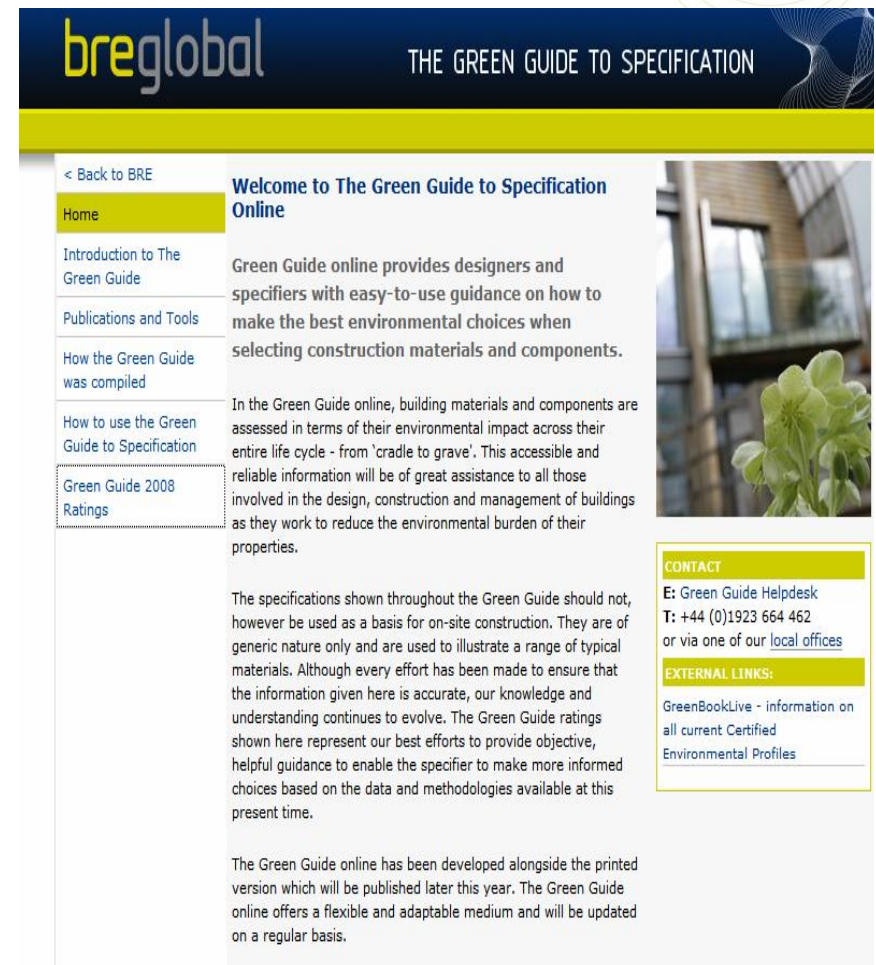 breglobal
THE GREEN GUIDE TO SPECIFICATION
< Back to BRE
Home
Introduction to The
Green Guide
Publications and Tools
How the Green Guide
was compiled
How to use the Green
Guide to Specification
Green Guide 2008
Ratings
Welcome to The Green Guide to Specification
Online
Green Guide online provides designers and
specifiers with easy-to-use guidance on how to
make the best environmental choices when
selecting construction materials and components.
In the Green Guide online, building materials and components are
assessed in terms of their environmental impact across their
entire life cycle - from `cradle to grave'. This accessible and
reliable information will be of great assistance to all those
involved in the design, construction and management of buildings
as they work to reduce the environmental burden of their
properties.
The specifications shown throughout the Green Guide should not,
however be used as a basis for on-site construction. They are of
generic nature only and are used to illustrate a range of typical
materials. Although every effort has been made to ensure that
the information given here is accurate, our knowledge and
understanding continues to evolve. The Green Guide ratings
shown here represent our best efforts to provide objective,
helpful guidance to enable the specifier to make more informed
choices based on the data and methodologies available at this
present time.
The Green Guide online has been developed alongside the printed
version which will be published later this year. The Green Guide
online offers a flexible and adaptable medium and will be updated
on a regular basis.
CONTACT
E: Green Guide Helpdesk
T: +44 (0)1923 664 462
or via one of our local offices
EXTERNAL LINKS:
GreenBookLive - information on
all current Certified
Environmental Profiles